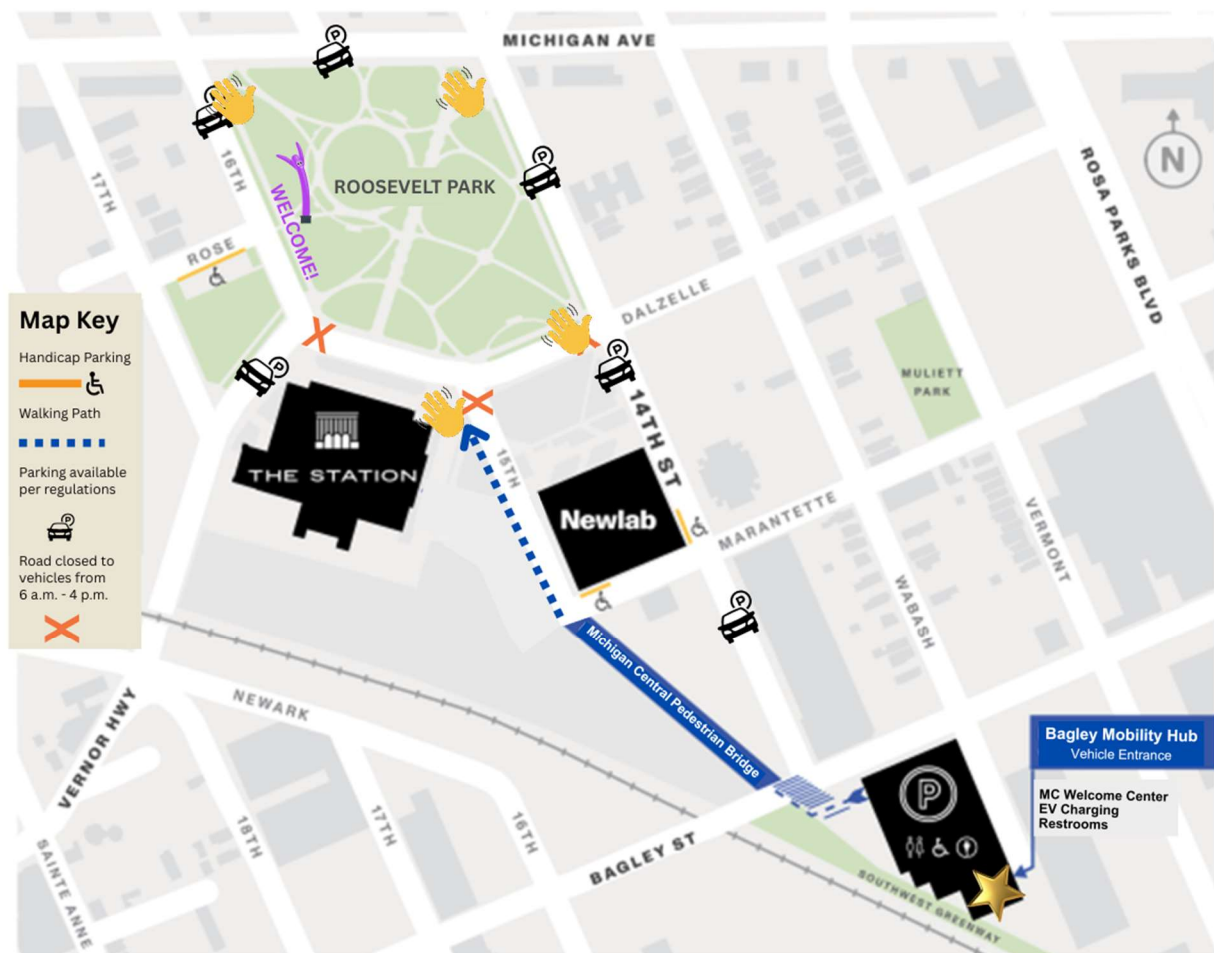 MICHIGAN AVE
P
P
17TH
16TH
P
ROOSEVELT PARK
WELCOME!
ROSE
ROSA PARKS BLVD
N
DALZELLE
Map Key
Handicap Parking
Walking Path
Parking available
per regulations
P
Road closed to
vehicles from
6 a.m. - 4 p.m.
X
X
P
P
X
MULIETT
PARK
14TH ST
THE STATION
15TH
Newlab
MARANTETTE
VERMONT
WABASH
P
Michigan Central Pedestrian Bridge
NEWARK
VERNOR HWY
Bagley Mobility Hub
Vehicle Entrance
MC Welcome Center
EV Charging
Restrooms
P
18TH
17TH
16TH
BAGLEY ST
SAINTE ANNE
SOUTHWEST GREENWAY